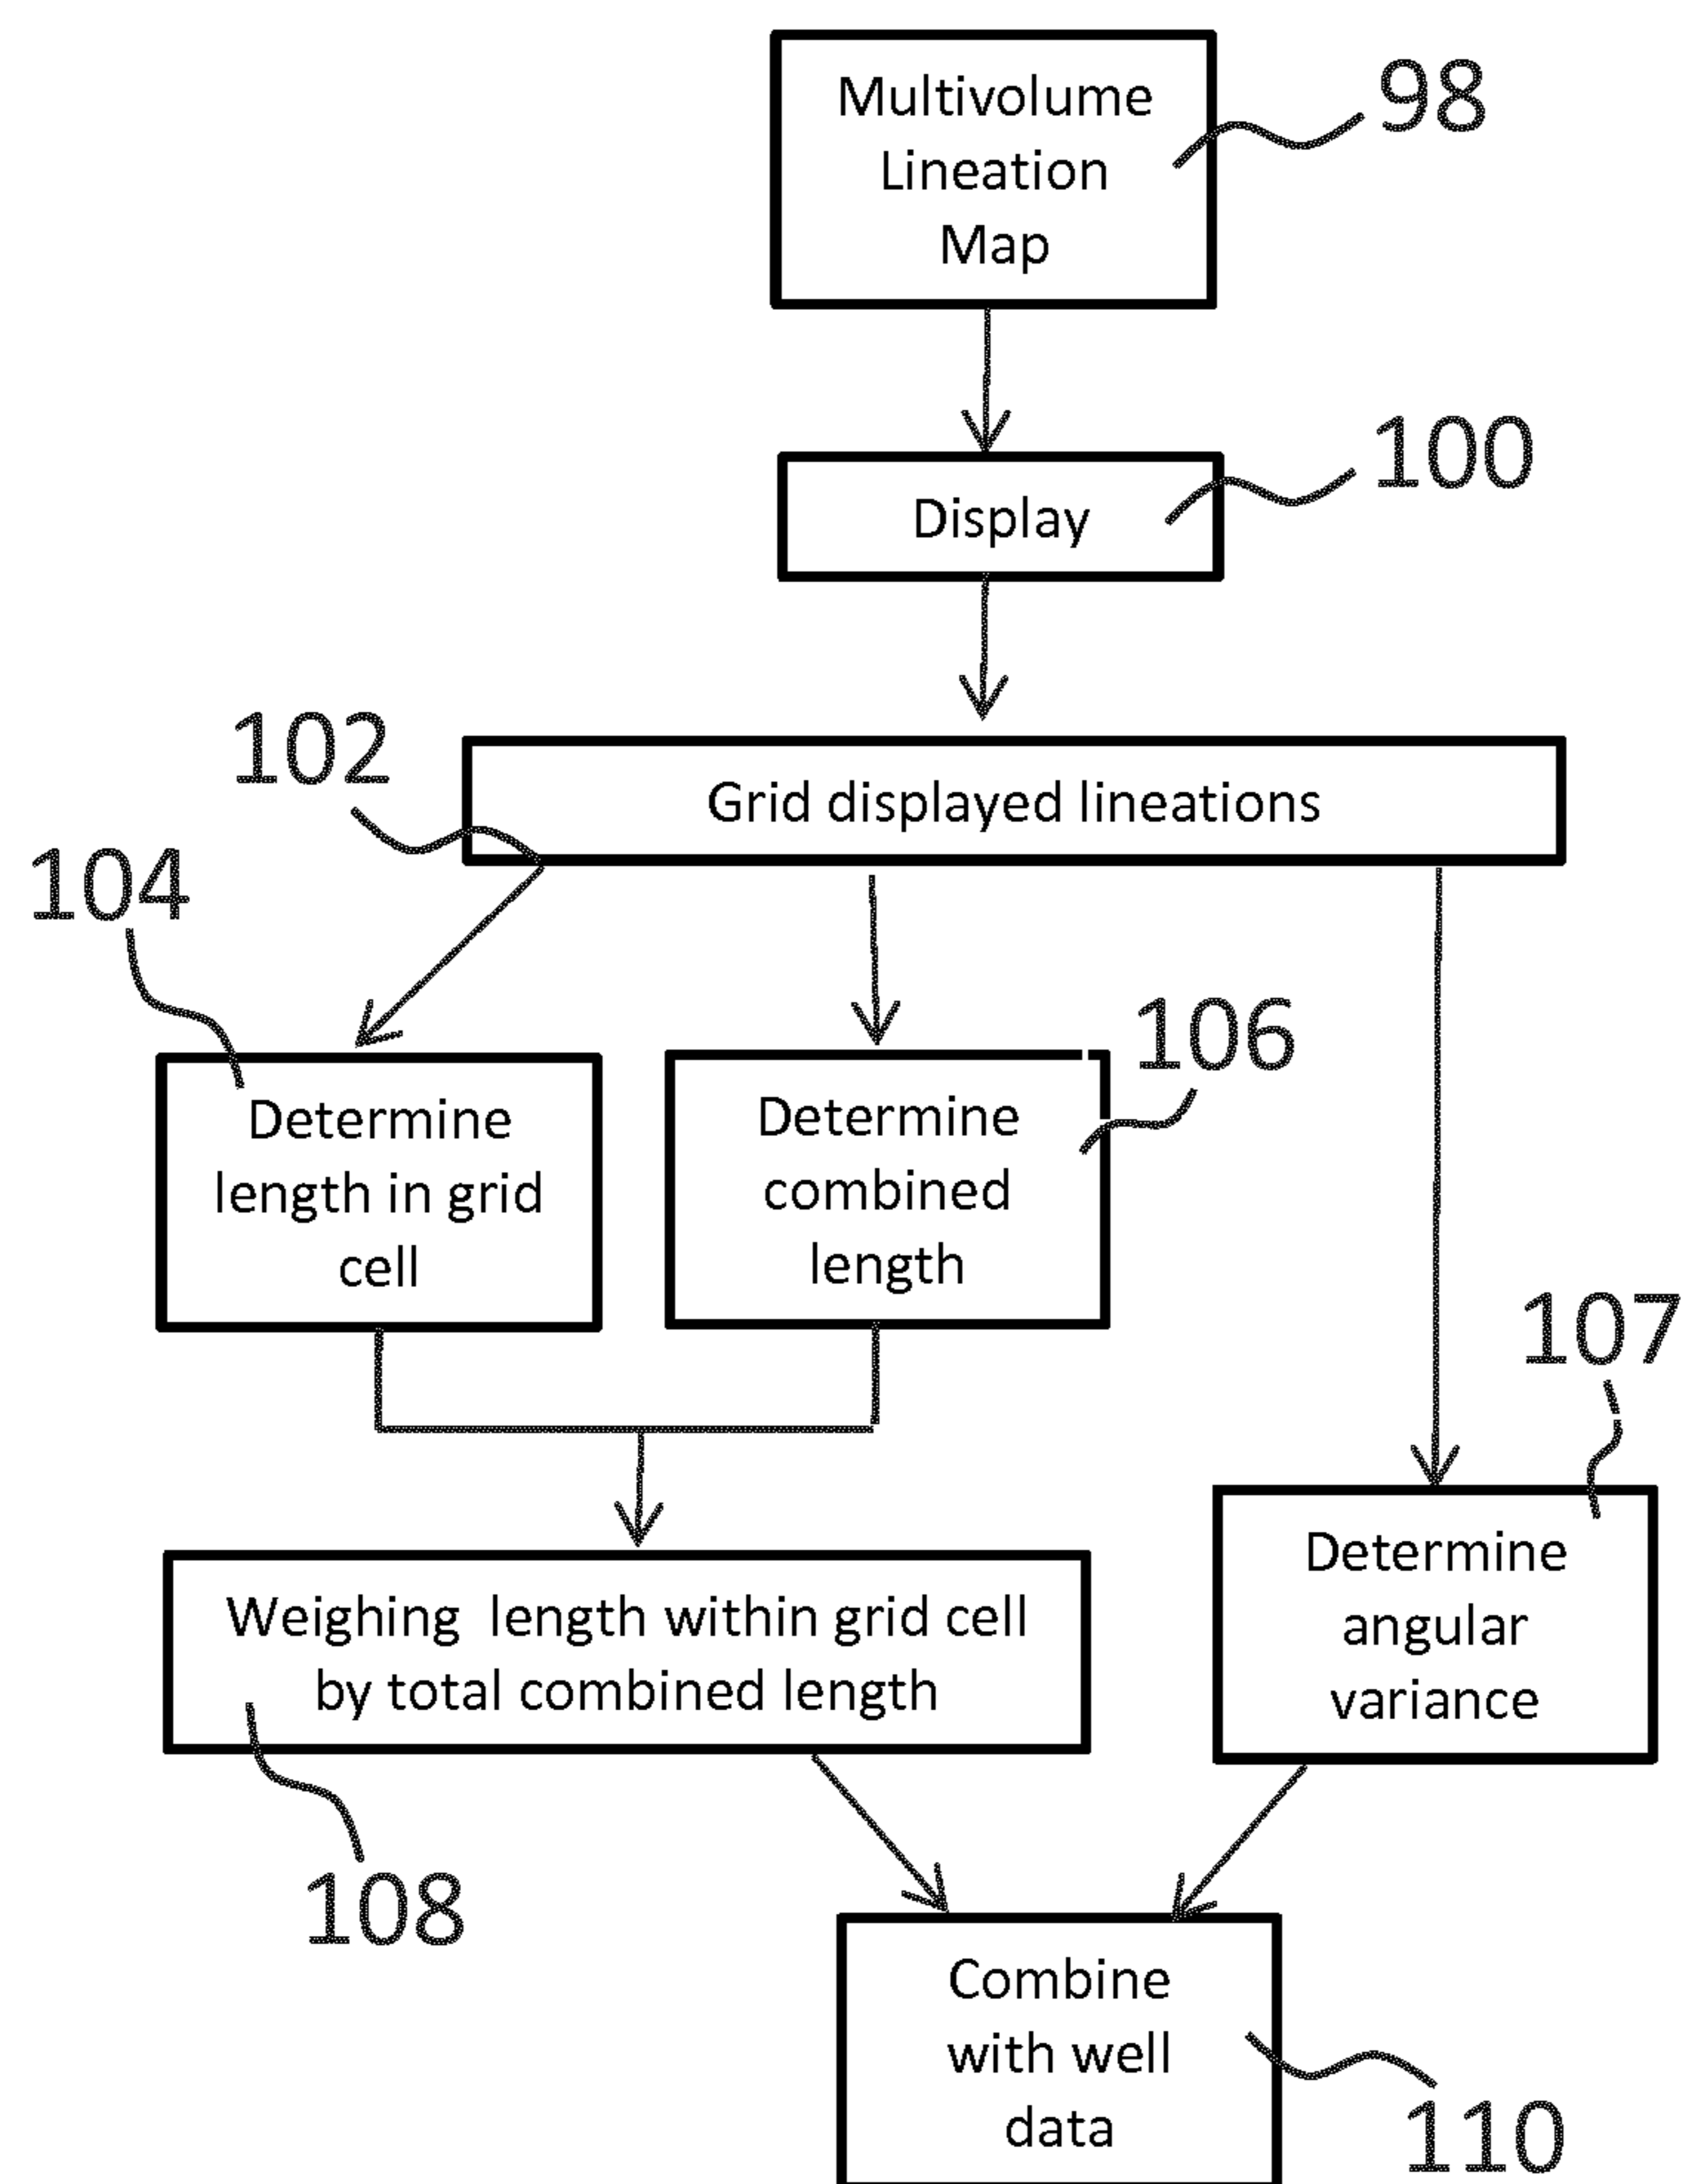 Multivolume
Lineation
Map
98
Display
100
102
Grid displayed lineations
104
Determine
length in grid
cell
Determine
combined
length
106
107
Weighing length within grid cell
by total combined length
Determine
angular
variance
108
Combine
with well
data
110